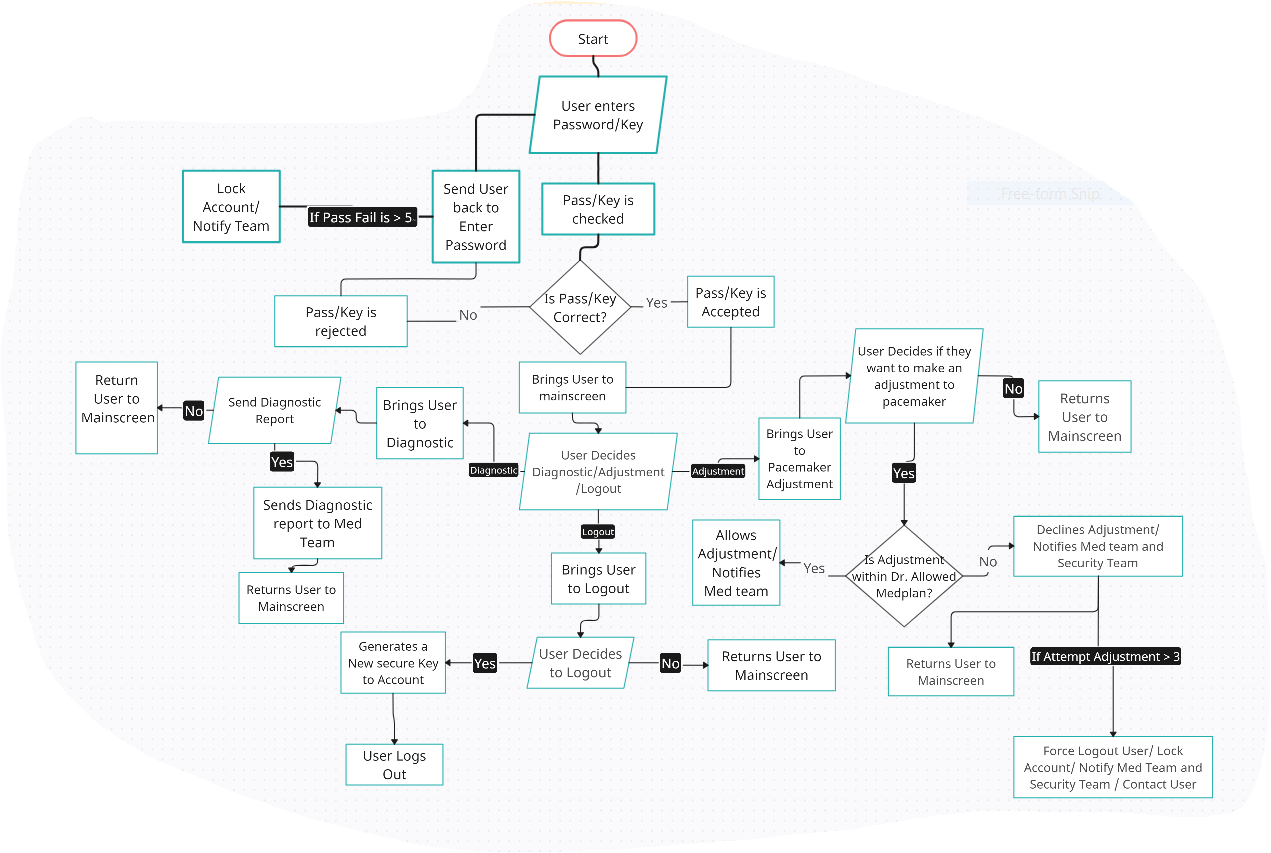 Start
User enters
Password/Key
Free-form Snip
Lock
Account/
Notify Team
If Pass Fail is > 5
Send User
back to
Enter
Password
Pass/Key is
checked
Is Pass/Key
Correct?
No
Yes
Pass/Key is
rejected
Pass/Key is
Accepted
Brings User to
mainscreen
User Decides
Diagnostic/Adjustment
/Logout
Diagnostic
Adjustment
Logout
Brings User
to
Diagnostic
Send Diagnostic
Report
No
Return
User to
Mainscreen
Yes
Sends Diagnostic
report to Med
Team
Returns User to
Mainscreen
Brings User
to
Pacemaker
Adjustment
User Decides if they
want to make an
adjustment to
pacemaker
No
Returns
User to
Mainscreen
Yes
Is Adjustment
within Dr. Allowed
Medplan?
Yes
Allows
Adjustment/
Notifies
Med team
No
Declines Adjustment/
Notifies Med team and
Security Team
Returns User to
Mainscreen
If Attempt Adjustment > 3
Force Logout User/ Lock
Account/ Notify Med Team and
Security Team / Contact User
Brings User
to Logout
User Decides
to Logout
Yes
No
Returns User to
Mainscreen
Generates a
New secure Key
to Account
User Logs
Out